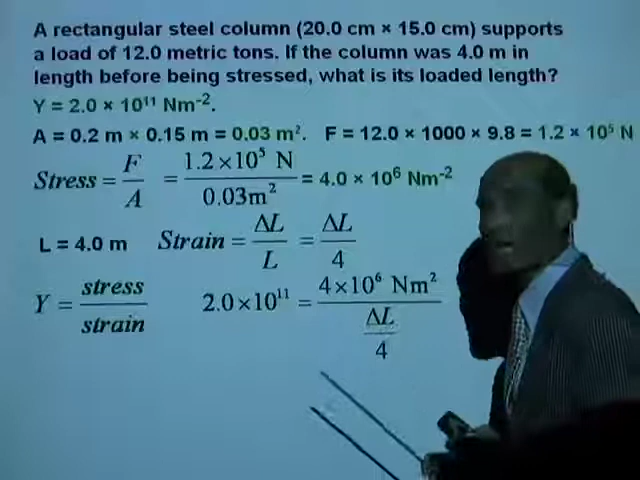 A rectangular steel column (20.0 cm × 15.0 cm) supports
a load of 12.0 metric tons. If the column was 4.0 m in
length before being stressed, what is its loaded length?
Y = 2.0 × 10¹¹ Nm⁻².
A = 0.2 m × 0.15 m = 0.03 m². F = 12.0 × 1000 × 9.8 = 1.2 × 10⁵ N
Stress = F/A = 1.2×10⁵ N / 0.03m² = 4.0 × 10⁶ Nm⁻²
L = 4.0 m Strain = ΔL/L = ΔL/4
Y = stress/strain 2.0×10¹¹ = 4×10⁶ Nm² / (ΔL/4)